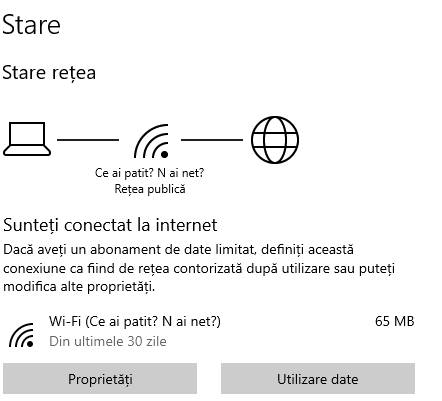 Stare
Stare rețea
Ce ai patit? N ai net?
Rețea publică
Sunteți conectat la internet
Dacă aveți un abonament de date limitat, definiți această
conexiune ca fiind de rețea contorizată după utilizare sau puteți
modifica alte proprietăți.
Wi-Fi (Ce ai patit? N ai net?) 65 MB
Din ultimele 30 zile
Proprietăți Utilizare date